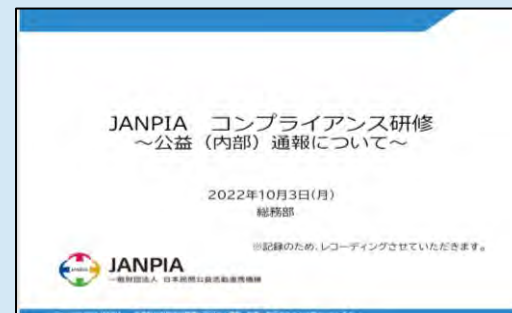 JANPIA コンプライアンス研修
～公益（内部）通報について～
2022年10月3日(月)
総務部
※記録のため、レコーディングさせていただきます。
JANPIA
一般財団法人 日本民間公益活動連携機構